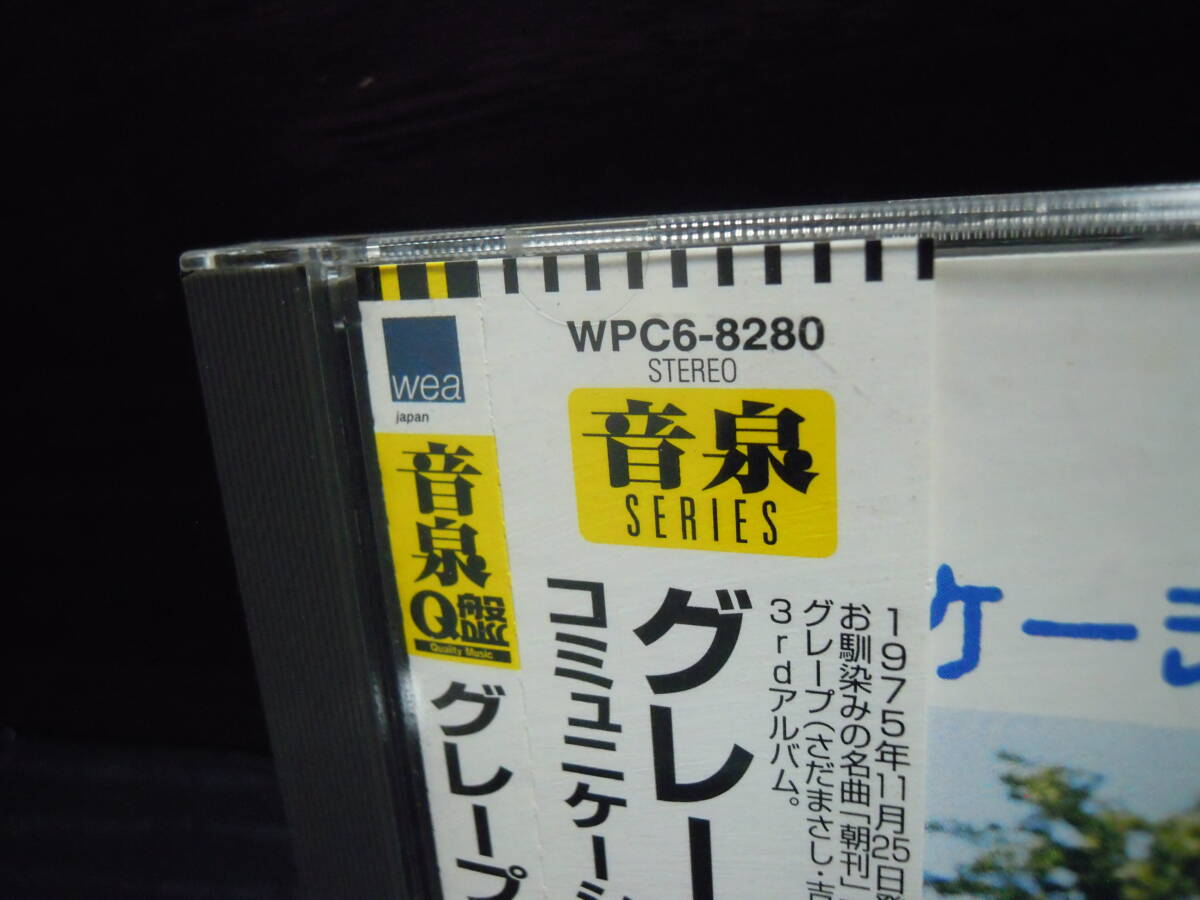 wea
japan
音泉
Q盤
DISC
Quality Music
グレープ
WPC6-8280
STEREO
音泉
SERIES
1975年11月25日発
お馴染みの名曲「朝刊」
グレープ(さだまさし・吉
3rdアルバム。
グレー
コミュニケーシ
ケーシ